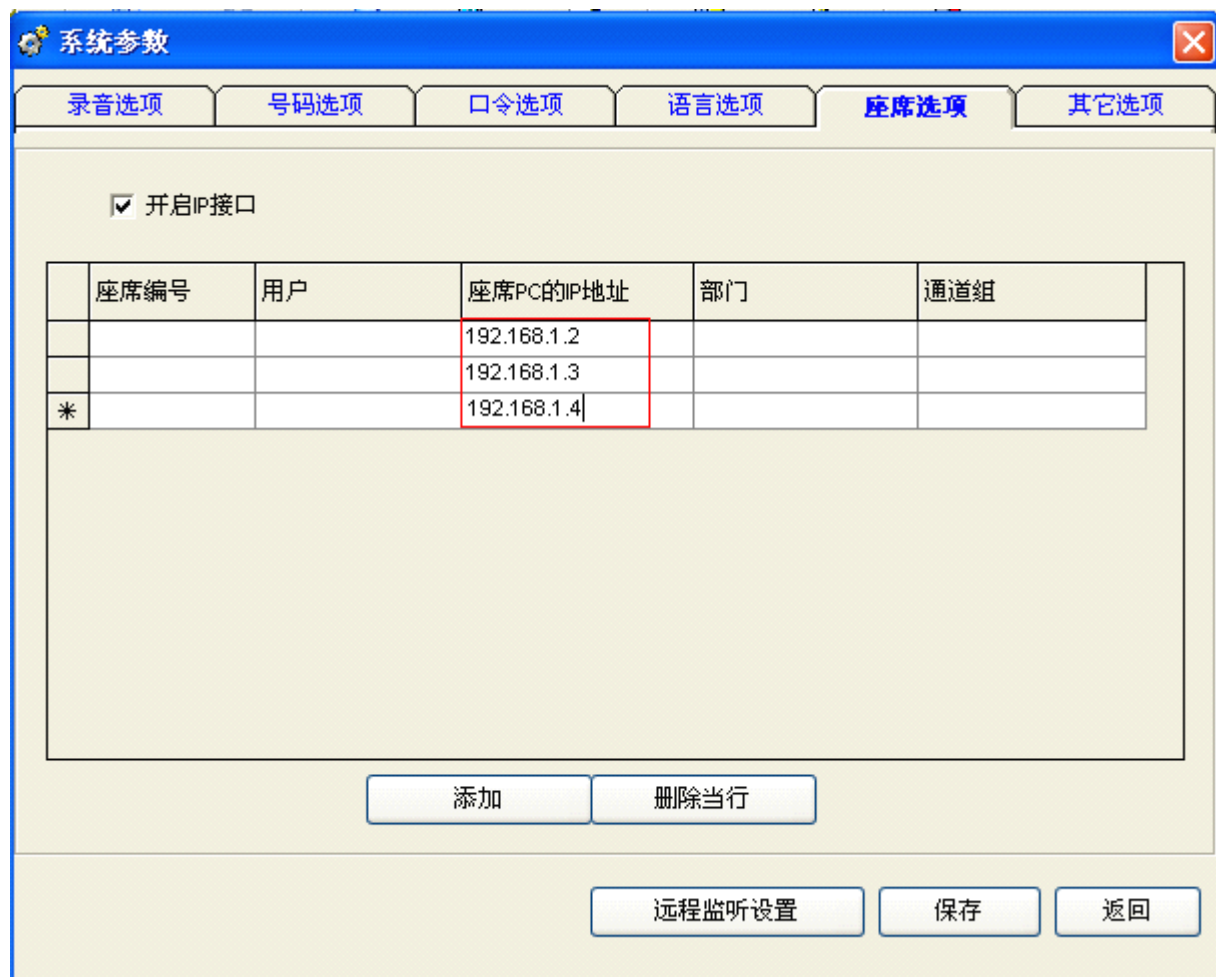 系统参数
录音选项 号码选项 口令选项 语言选项 座席选项 其它选项
开启IP接口
座席编号 用户 座席PC的IP地址 部门 通道组
192.168.1.2
192.168.1.3
* 192.168.1.4
添加 删除当行
远程监听设置 保存 返回